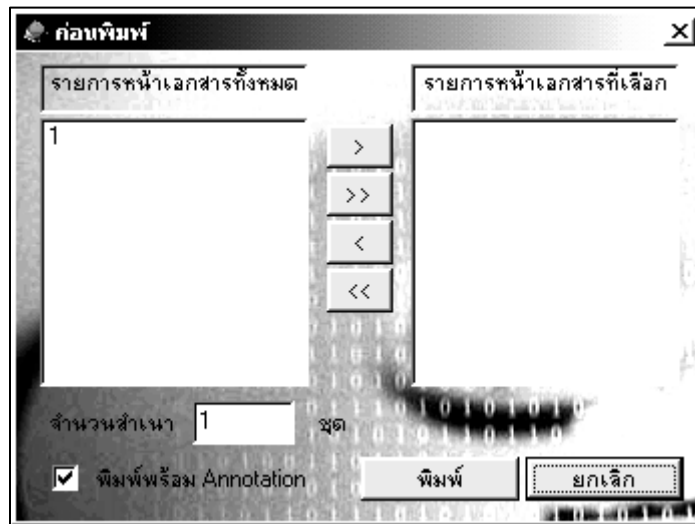 ก่อนพิมพ์
รายการหน้าเอกสารทั้งหมด
รายการหน้าเอกสารที่เลือก
1
>
>>
<
<<
จำนวนสำเนา 1 ชุด
พิมพ์พร้อม Annotation
พิมพ์
ยกเลิก